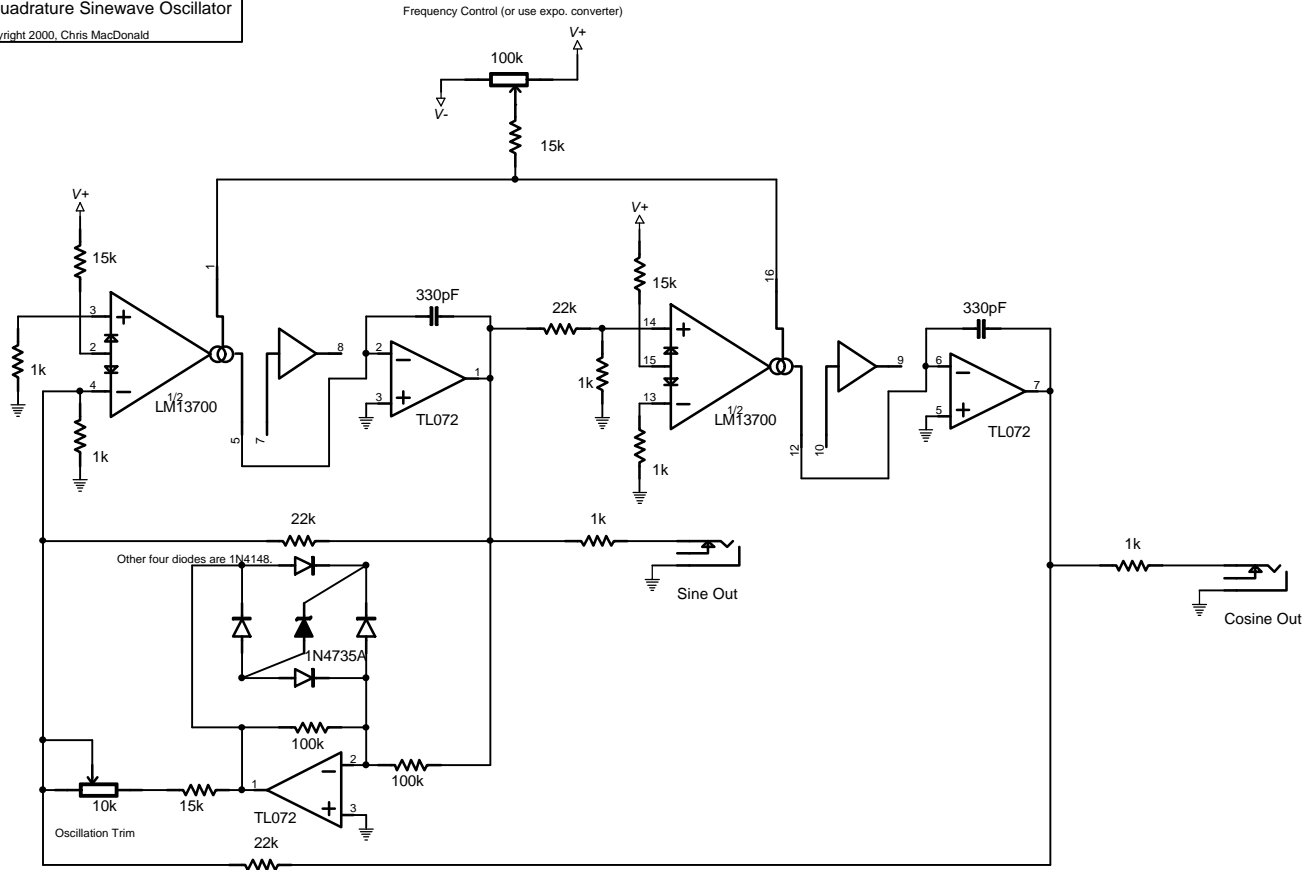 uadrature Sinewave Oscillator
yright 2000, Chris MacDonald
Frequency Control (or use expo. converter)
V+
100k
V-
15k
V+
15k
3
2
4
1k
1k
1/2
LM13700
1
5
7
8
330pF
2
3
1
TL072
22k
1k
V+
15k
14
15
13
1k
1/2
LM13700
16
12
10
9
330pF
6
5
7
TL072
22k
1k
Sine Out
1k
Cosine Out
Other four diodes are 1N4148.
1N4735A
100k
100k
2
3
1
TL072
15k
10k
Oscillation Trim
22k